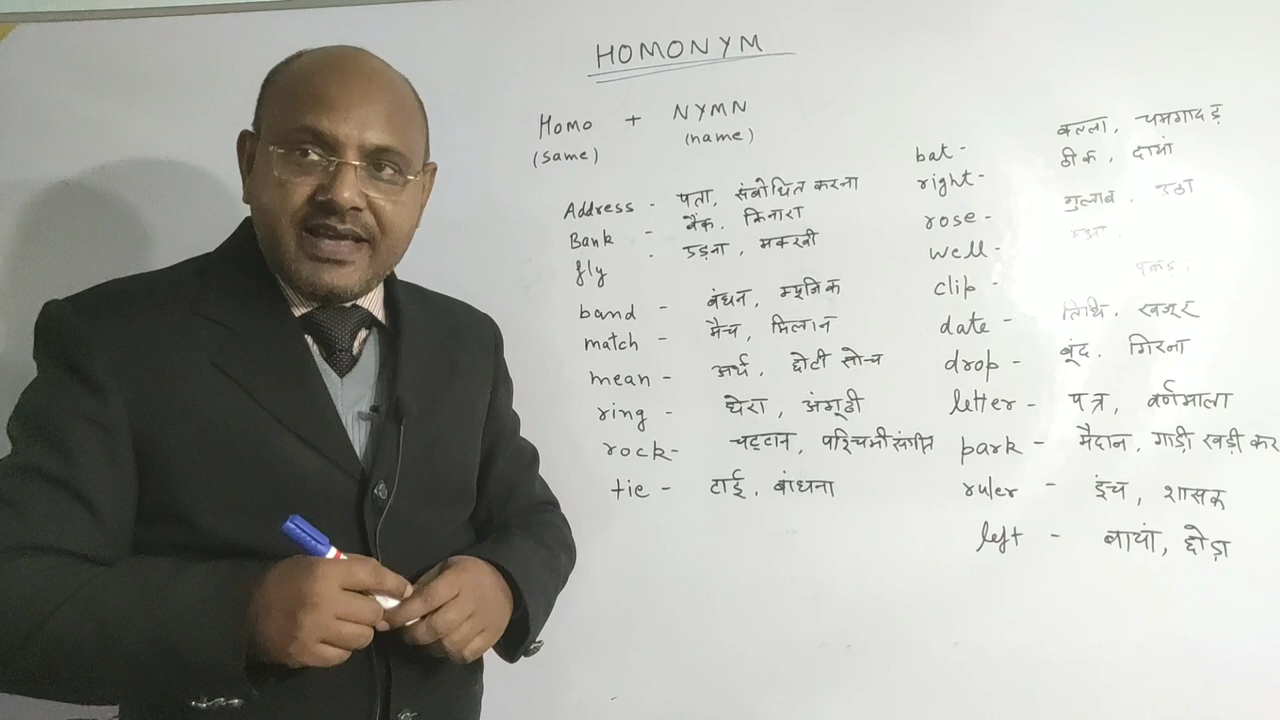 HOMONYM
Homo + NYMN
(same) (name)
Address - पता, संबोधित करना
Bank - बैंक, किनारा
fly . उड़ना, मक्खी
band - बंधन, म्यूजिक
match - मैच, मिलान
mean - अर्थ, छोटी सोच
ring - घेरा, अंगूठी
rock - चट्टान, पश्चिमी संगीत
tie - टाई, बांधना
bat - बल्ला, चमगादड़
right - ठीक, दायां
rose - गुलाब, उठा
well -
clip -
date - तिथि, खजूर
drop - बूंद, गिरना
letter - पत्र, वर्णमाला
park - मैदान, गाड़ी खड़ी कर
ruler - इंच, शासक
left - बायां, छोड़ा